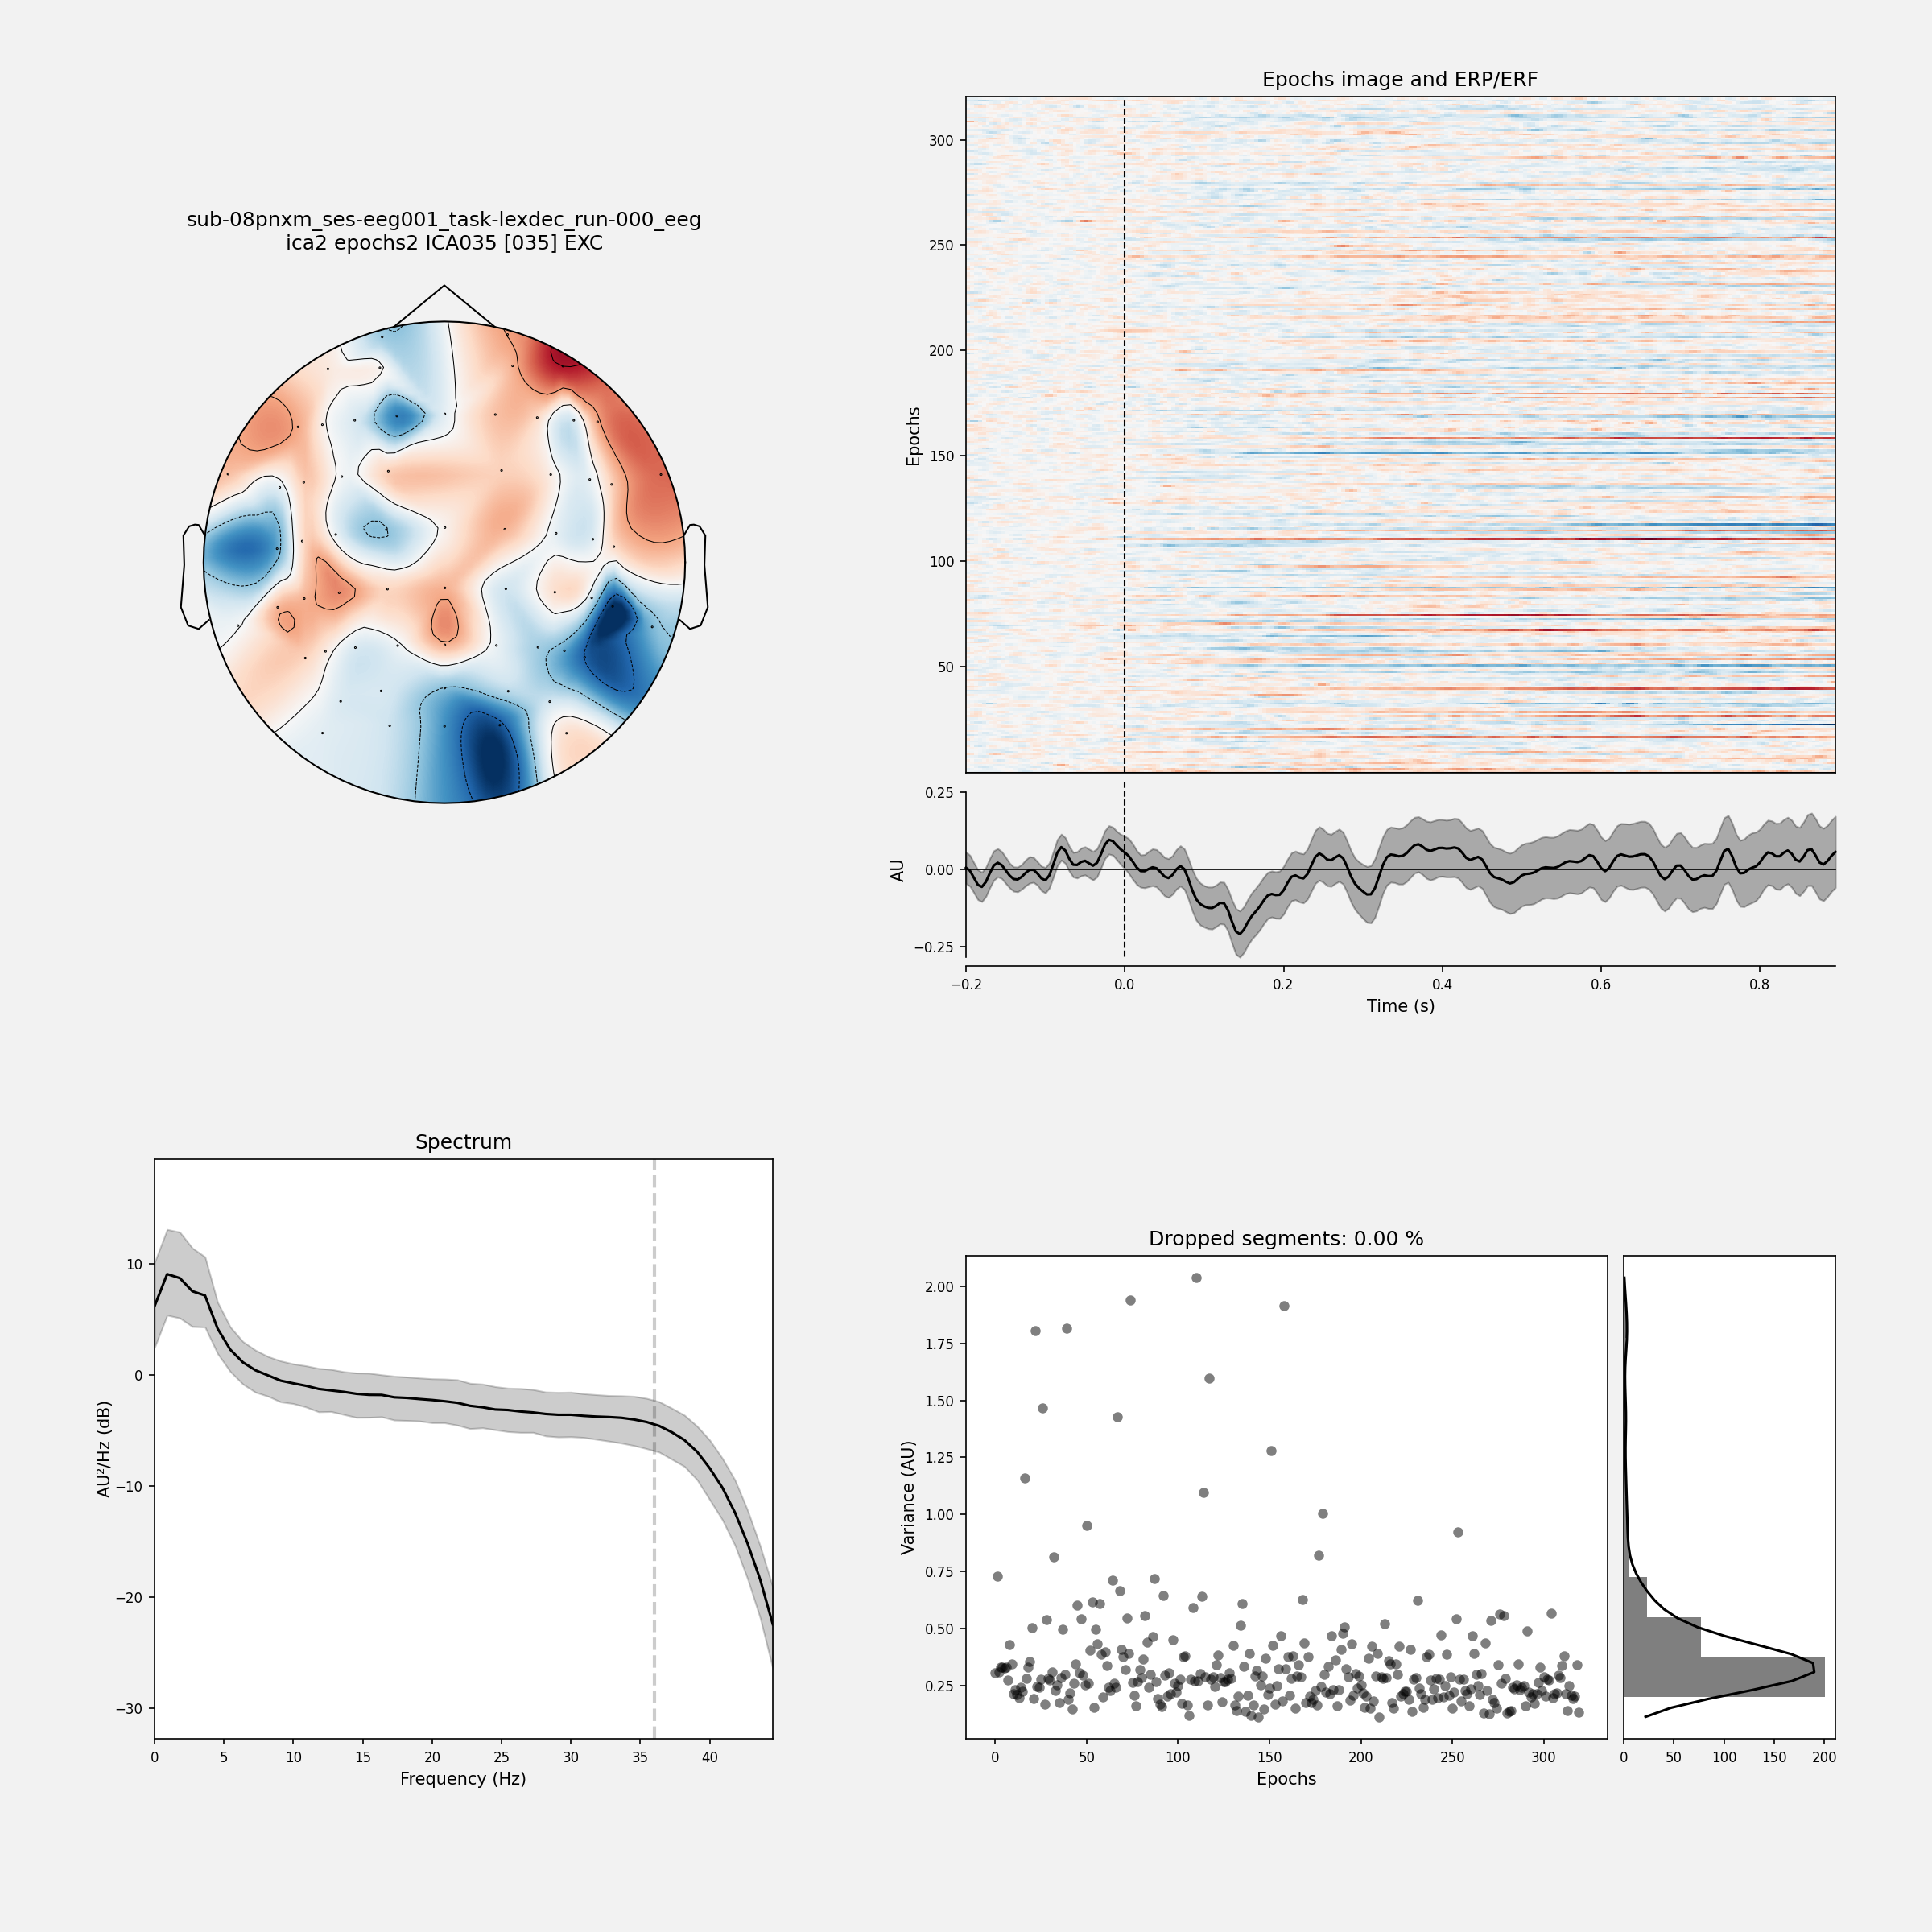 sub-08pnxm_ses-eeg001_task-lexdec_run-000_eeg
ica2 epochs2 ICA035 [035] EXC
Epochs image and ERP/ERF
Epochs
300
250
200
150
100
50
AU
0.25
0.00
−0.25
−0.2 0.0 0.2 0.4 0.6 0.8
Time (s)
Spectrum
AU²/Hz (dB)
10
0
−10
−20
−30
0 5 10 15 20 25 30 35 40
Frequency (Hz)
Dropped segments: 0.00 %
Variance (AU)
2.00
1.75
1.50
1.25
1.00
0.75
0.50
0.25
0 50 100 150 200 250 300
Epochs
0 50 100 150 200